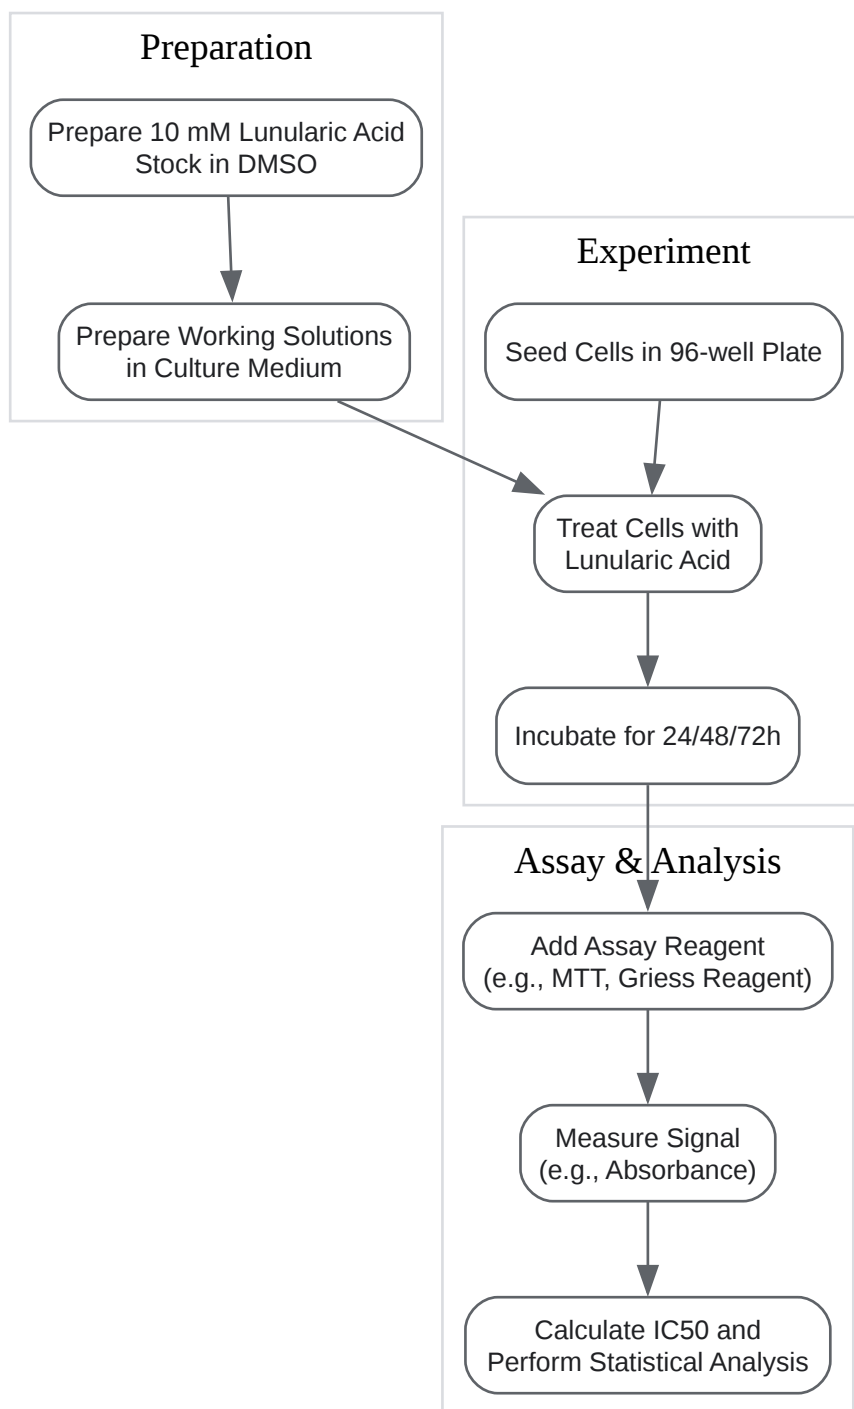 Preparation
Prepare 10 mM Lunularic Acid
Stock in DMSO
Prepare Working Solutions
in Culture Medium
Experiment
Seed Cells in 96-well Plate
Treat Cells with
Lunularic Acid
Incubate for 24/48/72h
Assay & Analysis
Add Assay Reagent
(e.g., MTT, Griess Reagent)
Measure Signal
(e.g., Absorbance)
Calculate IC50 and
Perform Statistical Analysis